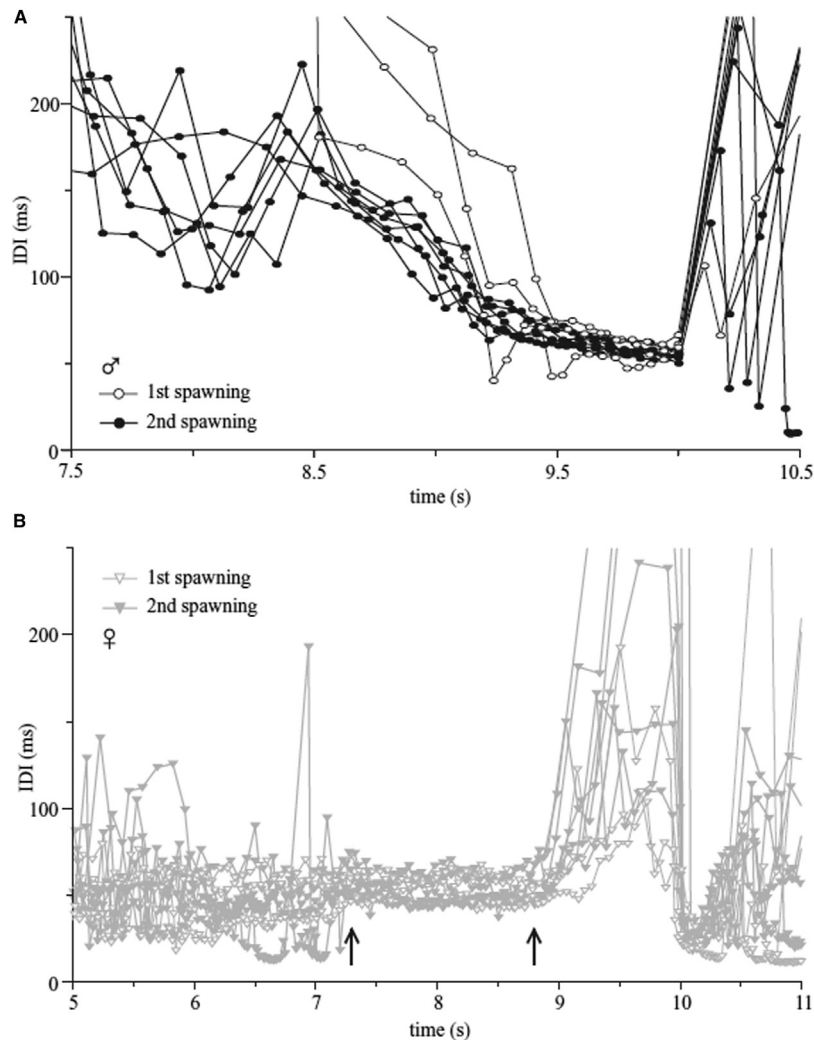 A
200
100
0
IDI (ms)
♂
1st spawning
2nd spawning
7.5
8.5
9.5
10.5
time (s)
B
1st spawning
2nd spawning
♀
200
100
0
IDI (ms)
5
6
7
8
9
10
11
time (s)